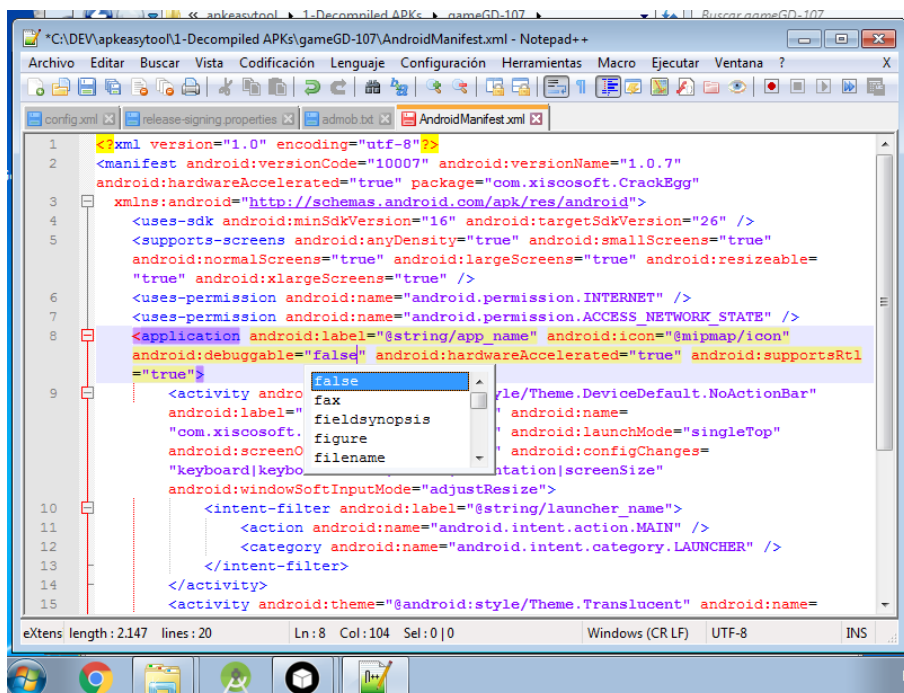 apkeasytool 1-Decompiled APKs gameGD-107 Buscar gameGD-107
*C:\DEV\apkeasytool\1-Decompiled APKs\gameGD-107\AndroidManifest.xml - Notepad++
Archivo Editar Buscar Vista Codificación Lenguaje Configuración Herramientas Macro Ejecutar Ventana ? X
config.xml release-signing.properties admob.txt AndroidManifest.xml
1 <?xml version="1.0" encoding="utf-8"?>
2 <manifest android:versionCode="10007" android:versionName="1.0.7"
android:hardwareAccelerated="true" package="com.xiscosoft.CrackEgg"
3 xmlns:android="http://schemas.android.com/apk/res/android">
4 <uses-sdk android:minSdkVersion="16" android:targetSdkVersion="26" />
5 <supports-screens android:anyDensity="true" android:smallScreens="true"
android:normalScreens="true" android:largeScreens="true" android:resizeable=
"true" android:xlargeScreens="true" />
6 <uses-permission android:name="android.permission.INTERNET" />
7 <uses-permission android:name="android.permission.ACCESS_NETWORK_STATE" />
8 <application android:label="@string/app_name" android:icon="@mipmap/icon"
android:debuggable="false" android:hardwareAccelerated="true" android:supportsRtl
="true">
false
fax
fieldsynopsis
figure
filename
9 <activity andro yle/Theme.DeviceDefault.NoActionBar"
android:label=" " android:name=
"com.xiscosoft. " android:launchMode="singleTop"
android:screenO " android:configChanges=
"keyboard|keybo ntation|screenSize"
android:windowSoftInputMode="adjustResize">
10 <intent-filter android:label="@string/launcher_name">
11 <action android:name="android.intent.action.MAIN" />
12 <category android:name="android.intent.category.LAUNCHER" />
13 </intent-filter>
14 </activity>
15 <activity android:theme="@android:style/Theme.Translucent" android:name=
eXtens length : 2.147 lines : 20 Ln : 8 Col : 104 Sel : 0 | 0 Windows (CR LF) UTF-8 INS